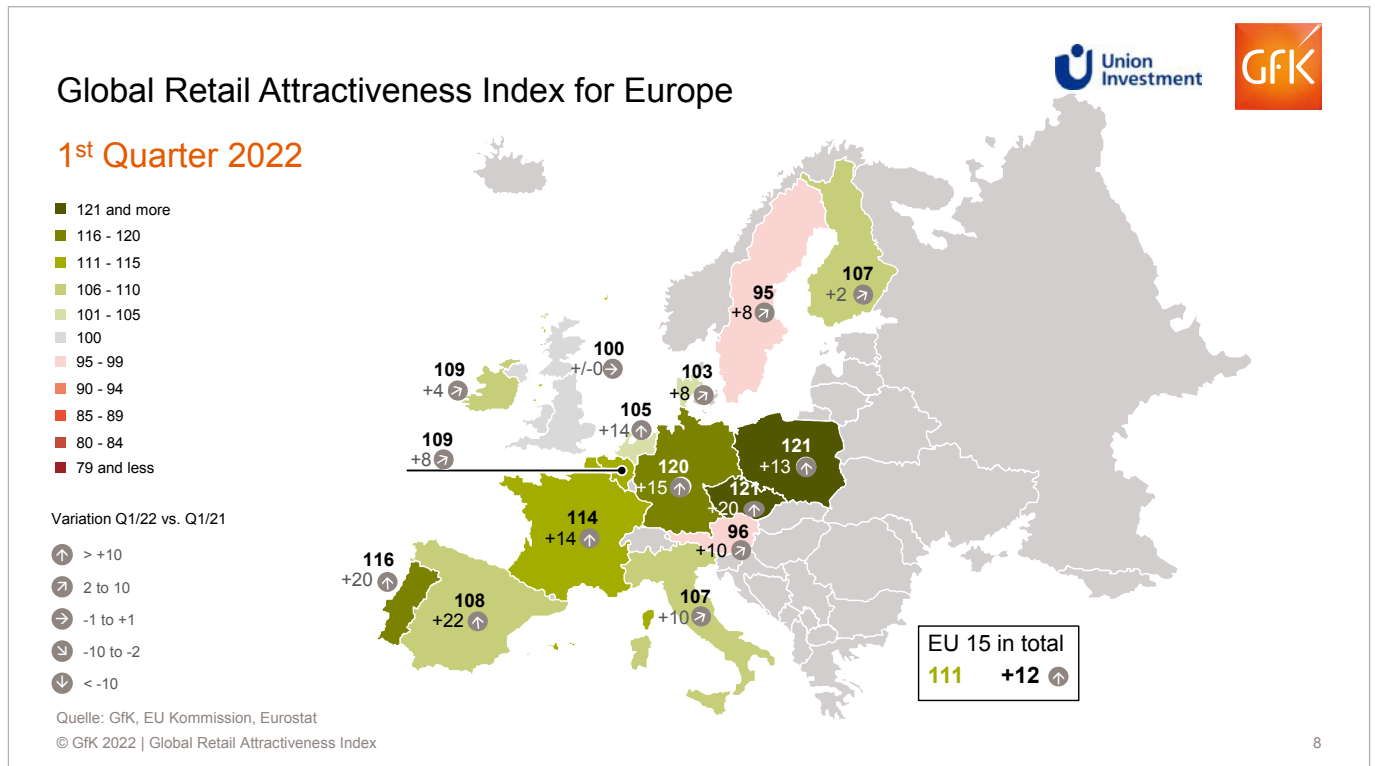 Global Retail Attractiveness Index for Europe
Union
Investment
GfK
1st Quarter 2022
121 and more
116 - 120
111 - 115
106 - 110
101 - 105
100
95 - 99
90 - 94
85 - 89
80 - 84
79 and less
Variation Q1/22 vs. Q1/21
> +10
2 to 10
-1 to +1
-10 to -2
< -10
107
+2
95
+8
100
+/-0
109
+4
103
+8
105
+14
109
+8
121
+13
120
+15
121
+20
114
+14
96
+10
116
+20
108
+22
107
+10
EU 15 in total
111 +12
Quelle: GfK, EU Kommission, Eurostat
© GfK 2022 | Global Retail Attractiveness Index
8